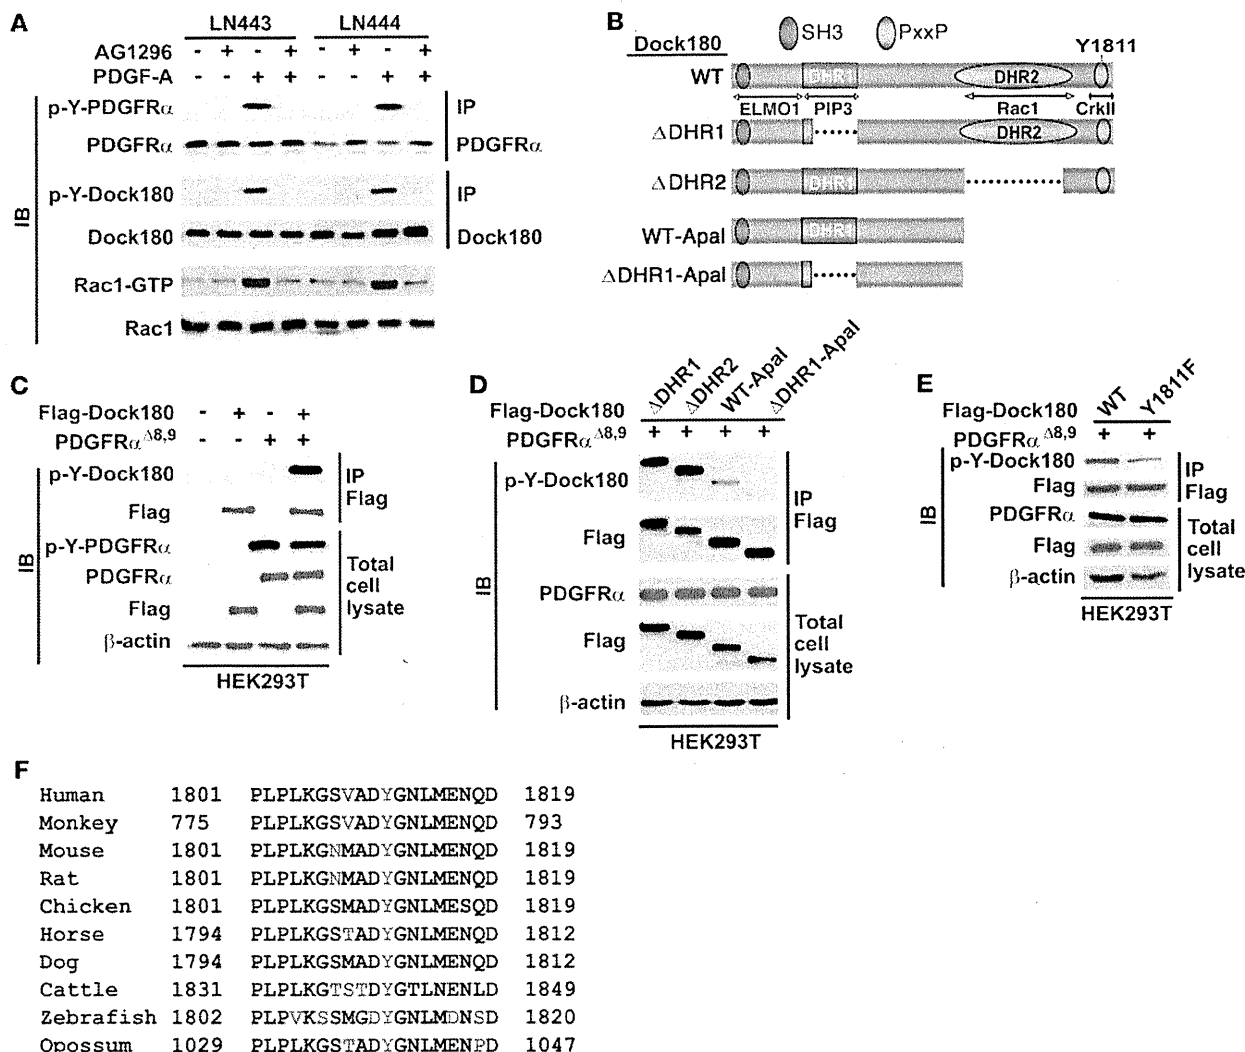 A
LN443 LN444
AG1296 - + - + - + - +
PDGF-A - - + + - - + +
p-Y-PDGFRα
PDGFRα
IP
PDGFRα
p-Y-Dock180
Dock180
IP
Dock180
Rac1-GTP
Rac1
IB
B
SH3 PxxP
Dock180
Y1811
WT DHR1 DHR2
ELMO1 PIP3 Rac1 CrkII
ΔDHR1 DHR2
ΔDHR2 DHR1
WT-ApaI DHR1
ΔDHR1-ApaI
C
Flag-Dock180 - + - +
PDGFRα Δ8,9 - - + +
p-Y-Dock180
Flag
IP
Flag
p-Y-PDGFRα
PDGFRα
Flag
β-actin
Total
cell
lysate
IB
HEK293T
D
ΔDHR1 ΔDHR2 WT-ApaI ΔDHR1-ApaI
Flag-Dock180
PDGFRα Δ8,9 + + + +
p-Y-Dock180
Flag
IP
Flag
PDGFRα
Flag
β-actin
Total
cell
lysate
IB
HEK293T
E
WT Y1811F
Flag-Dock180
PDGFRα Δ8,9 + +
p-Y-Dock180
Flag
IP
Flag
PDGFRα
Flag
β-actin
Total
cell
lysate
IB
HEK293T
F
Human 1801 PLPLKGSVADYGNLMENQD 1819
Monkey 775 PLPLKGSVADYGNLMENQD 793
Mouse 1801 PLPLKGNMADYGNLMENQD 1819
Rat 1801 PLPLKGNMADYGNLMENQD 1819
Chicken 1801 PLPLKGSMADYGNLMESQD 1819
Horse 1794 PLPLKGSTADYGNLMENQD 1812
Dog 1794 PLPLKGSMADYGNLMENQD 1812
Cattle 1831 PLPLKGTSTDYGTLNENLD 1849
Zebrafish 1802 PLPVKSSMGDYGNLMDNSD 1820
Opossum 1029 PLPLKGSTADYGNLMENPD 1047